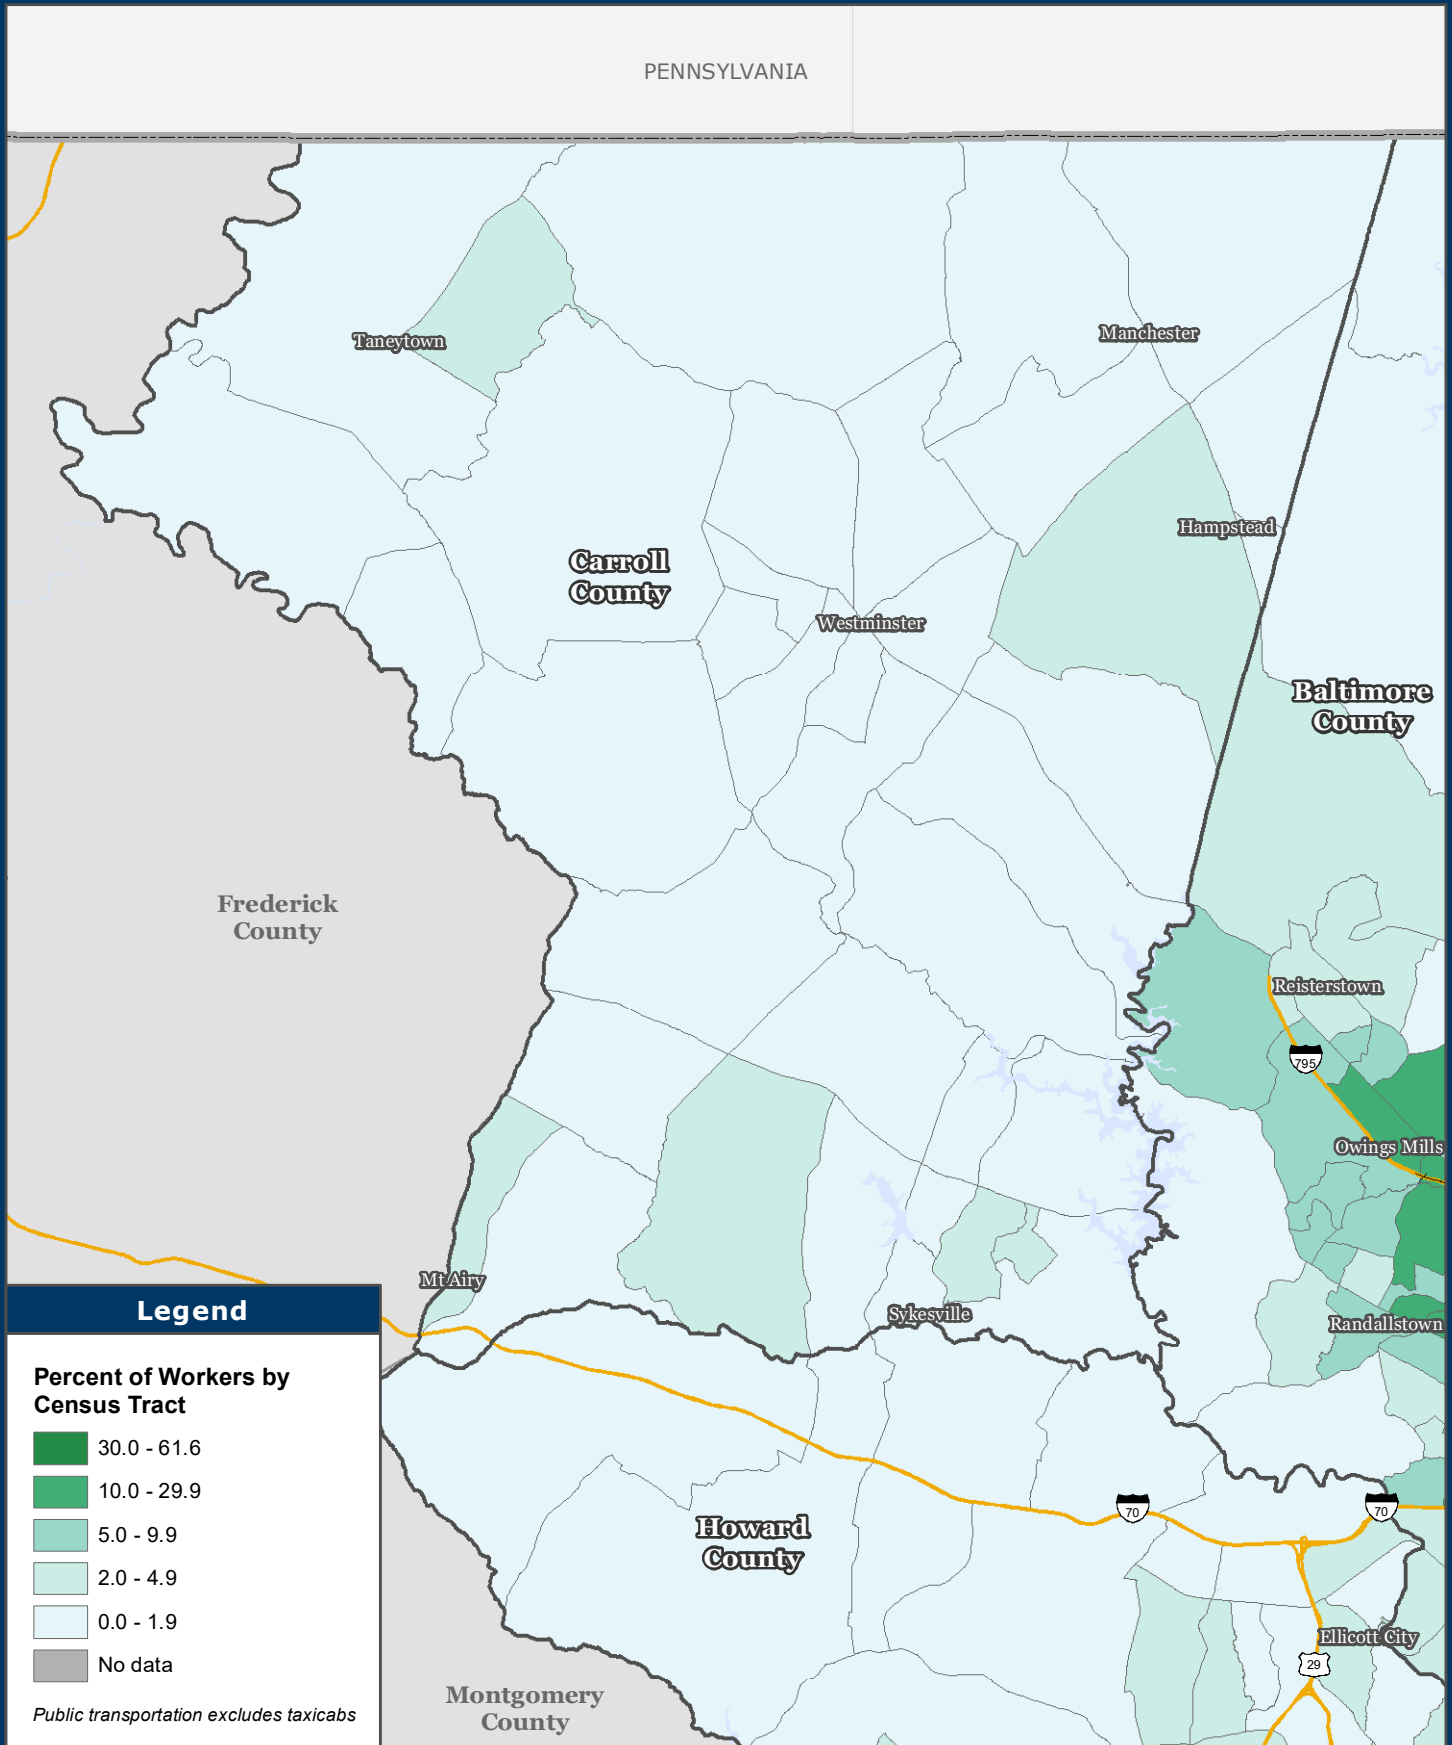 PENNSYLVANIA
Taneytown
Manchester
Hampstead
Carroll
County
Westminster
Baltimore
County
Frederick
County
Reisterstown
795
Owings Mills
Mt Airy
Sykesville
Randallstown
Howard
County
70
70
Ellicott City
29
Montgomery
County
Legend
Percent of Workers by
Census Tract
30.0 - 61.6
10.0 - 29.9
5.0 - 9.9
2.0 - 4.9
0.0 - 1.9
No data
Public transportation excludes taxicabs